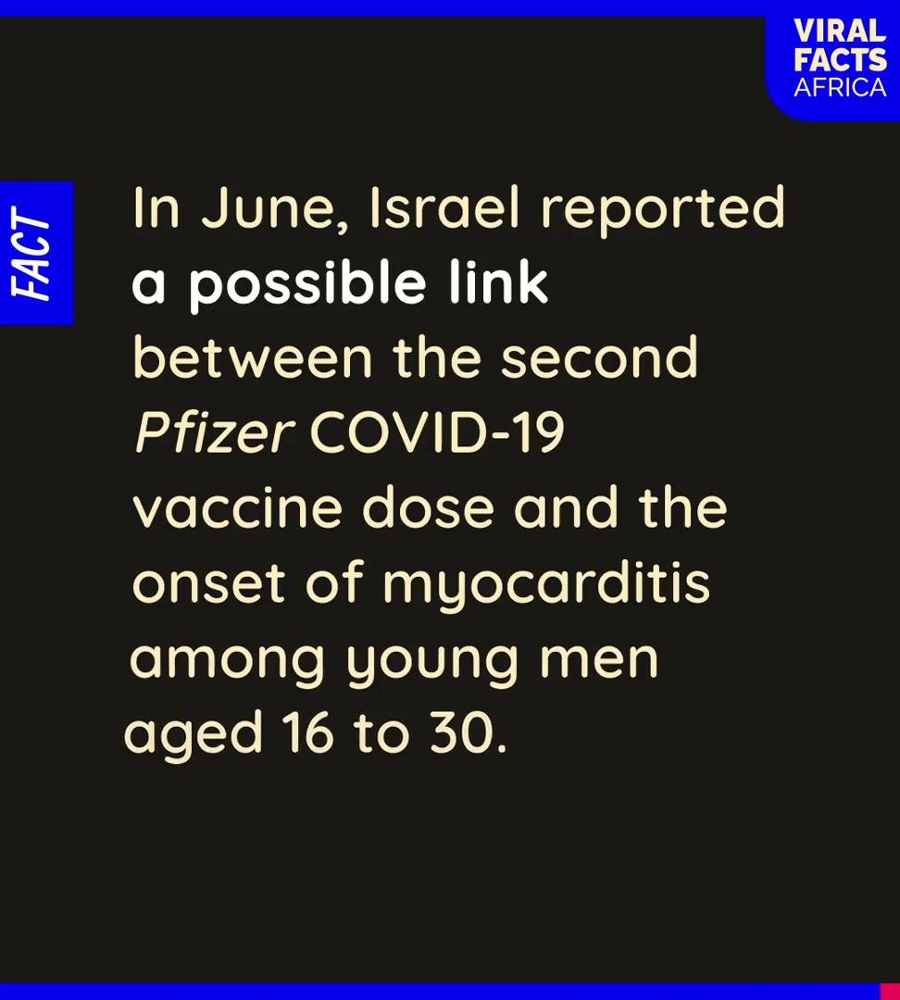 VIRAL
FACTS
AFRICA
FACT
In June, Israel reported
a possible link
between the second
Pfizer COVID-19
vaccine dose and the
onset of myocarditis
among young men
aged 16 to 30.